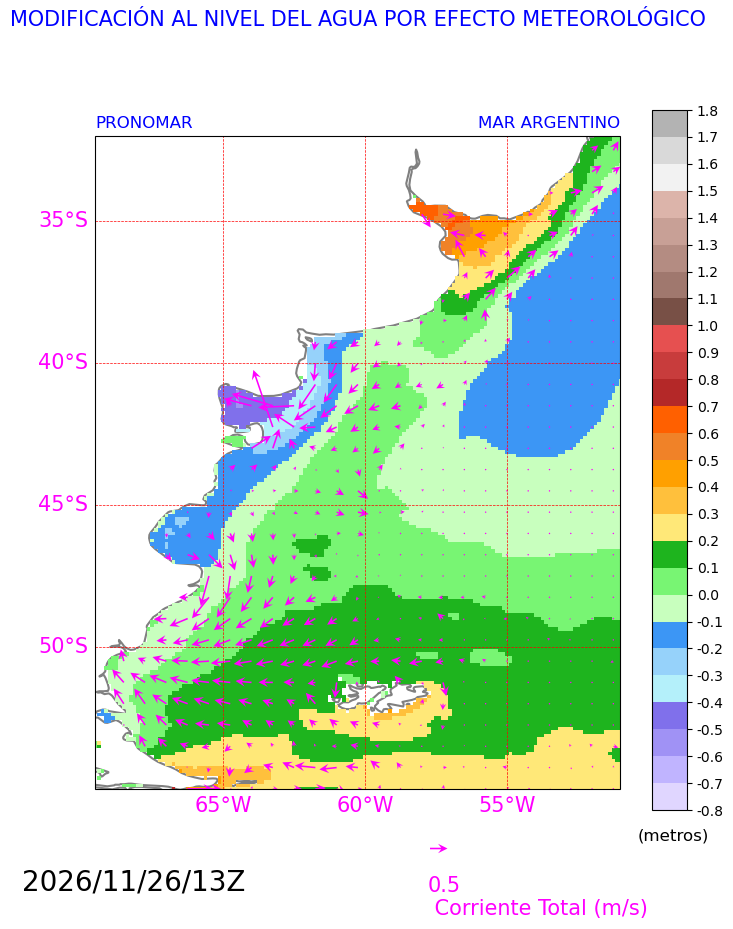 MODIFICACIÓN AL NIVEL DEL AGUA POR EFECTO METEOROLÓGICO
PRONOMAR MAR ARGENTINO
35°S
40°S
45°S
50°S
65°W 60°W 55°W
1.8
1.7
1.6
1.5
1.4
1.3
1.2
1.1
1.0
0.9
0.8
0.7
0.6
0.5
0.4
0.3
0.2
0.1
0.0
-0.1
-0.2
-0.3
-0.4
-0.5
-0.6
-0.7
-0.8
(metros)
2026/11/26/13Z
0.5
Corriente Total (m/s)